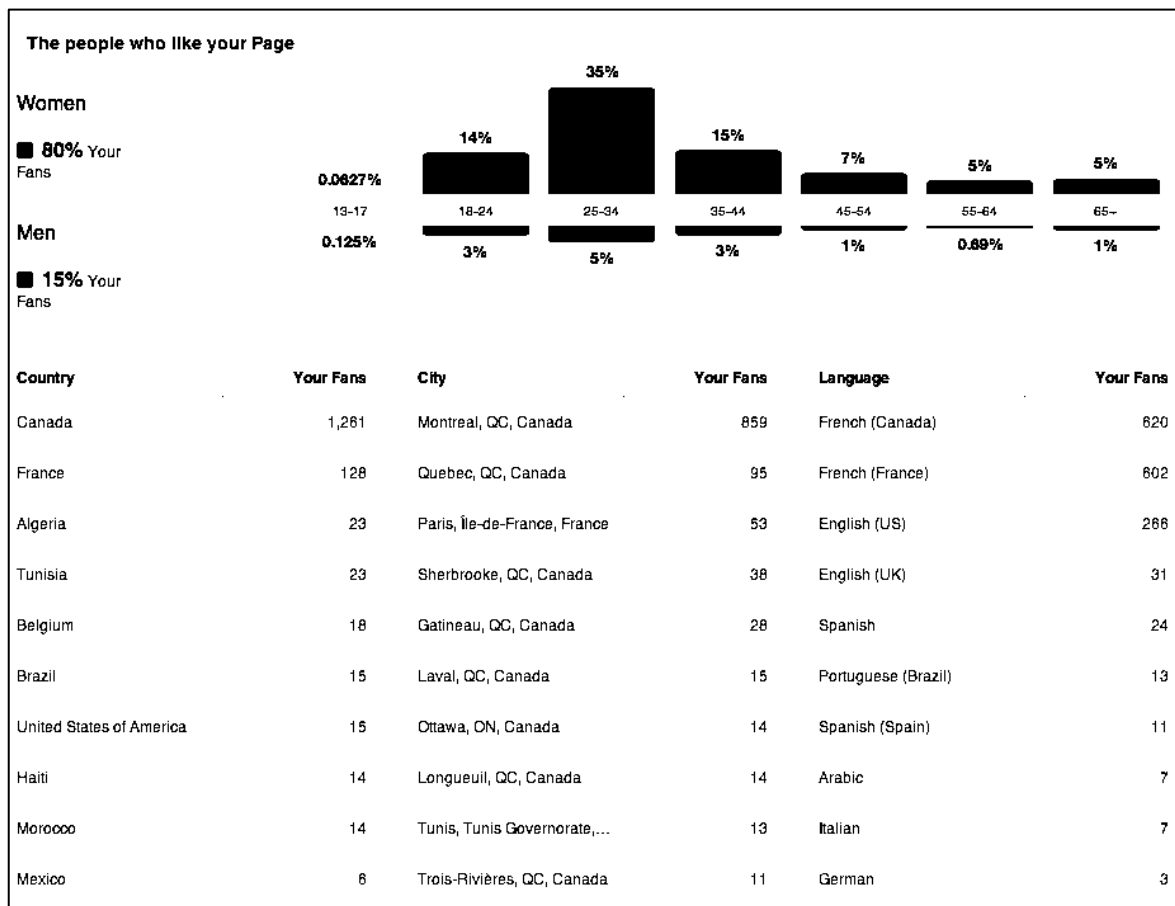 The people who like your Page
Women
80% Your Fans
Men
15% Your Fans
0.0627% 14% 35% 15% 7% 5% 5%
13-17 18-24 25-34 35-44 45-54 55-64 65+
0.125% 3% 5% 3% 1% 0.69% 1%
Country Your Fans City Your Fans Language Your Fans
Canada 1,261 Montreal, QC, Canada 859 French (Canada) 620
France 128 Quebec, QC, Canada 95 French (France) 602
Algeria 23 Paris, Île-de-France, France 53 English (US) 266
Tunisia 23 Sherbrooke, QC, Canada 38 English (UK) 31
Belgium 18 Gatineau, QC, Canada 28 Spanish 24
Brazil 15 Laval, QC, Canada 15 Portuguese (Brazil) 13
United States of America 15 Ottawa, ON, Canada 14 Spanish (Spain) 11
Haiti 14 Longueuil, QC, Canada 14 Arabic 7
Morocco 14 Tunis, Tunis Governorate,... 13 Italian 7
Mexico 6 Trois-Rivières, QC, Canada 11 German 3